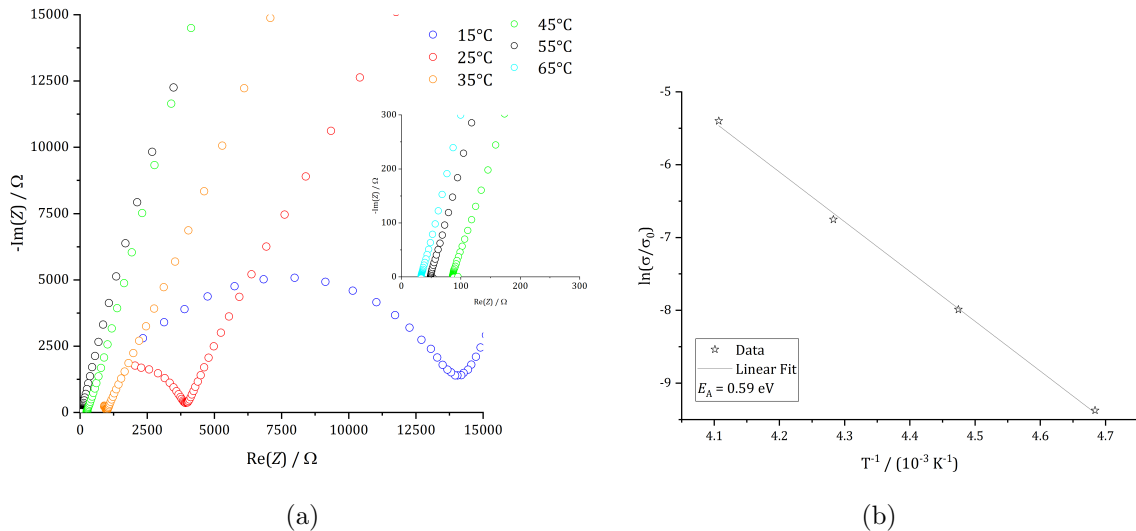 15000
12500
10000
7500
5000
2500
0
-Im(Z) / Ω
0 2500 5000 7500 10000 12500 15000
Re(Z) / Ω
15°C
25°C
35°C
45°C
55°C
65°C
300
200
100
0
-Im(Z) / Ω
0 100 200 300
Re(Z) / Ω
(a)
-5
-6
-7
-8
-9
ln(σ/σ₀)
4.1 4.2 4.3 4.4 4.5 4.6 4.7
T⁻¹ / (10⁻³ K⁻¹)
Data
Linear Fit
E_A = 0.59 eV
(b)